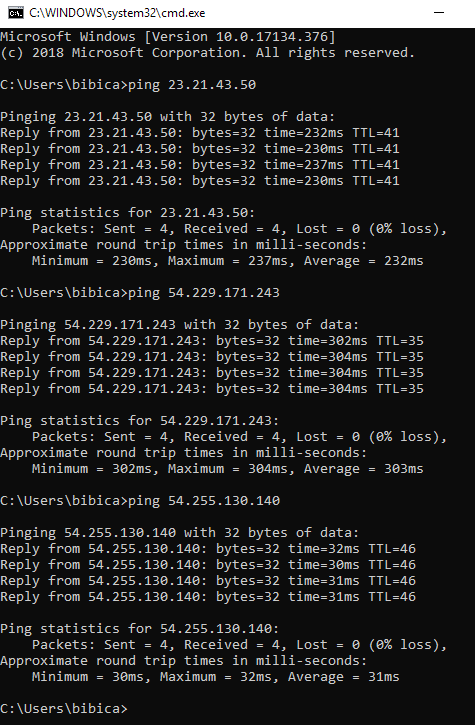 C:\WINDOWS\system32\cmd.exe
Microsoft Windows [Version 10.0.17134.376]
(c) 2018 Microsoft Corporation. All rights reserved.
C:\Users\bibica>ping 23.21.43.50
Pinging 23.21.43.50 with 32 bytes of data:
Reply from 23.21.43.50: bytes=32 time=232ms TTL=41
Reply from 23.21.43.50: bytes=32 time=230ms TTL=41
Reply from 23.21.43.50: bytes=32 time=237ms TTL=41
Reply from 23.21.43.50: bytes=32 time=230ms TTL=41
Ping statistics for 23.21.43.50:
    Packets: Sent = 4, Received = 4, Lost = 0 (0% loss),
Approximate round trip times in milli-seconds:
    Minimum = 230ms, Maximum = 237ms, Average = 232ms
C:\Users\bibica>ping 54.229.171.243
Pinging 54.229.171.243 with 32 bytes of data:
Reply from 54.229.171.243: bytes=32 time=302ms TTL=35
Reply from 54.229.171.243: bytes=32 time=304ms TTL=35
Reply from 54.229.171.243: bytes=32 time=304ms TTL=35
Reply from 54.229.171.243: bytes=32 time=304ms TTL=35
Ping statistics for 54.229.171.243:
    Packets: Sent = 4, Received = 4, Lost = 0 (0% loss),
Approximate round trip times in milli-seconds:
    Minimum = 302ms, Maximum = 304ms, Average = 303ms
C:\Users\bibica>ping 54.255.130.140
Pinging 54.255.130.140 with 32 bytes of data:
Reply from 54.255.130.140: bytes=32 time=32ms TTL=46
Reply from 54.255.130.140: bytes=32 time=30ms TTL=46
Reply from 54.255.130.140: bytes=32 time=31ms TTL=46
Reply from 54.255.130.140: bytes=32 time=31ms TTL=46
Ping statistics for 54.255.130.140:
    Packets: Sent = 4, Received = 4, Lost = 0 (0% loss),
Approximate round trip times in milli-seconds:
    Minimum = 30ms, Maximum = 32ms, Average = 31ms
C:\Users\bibica>